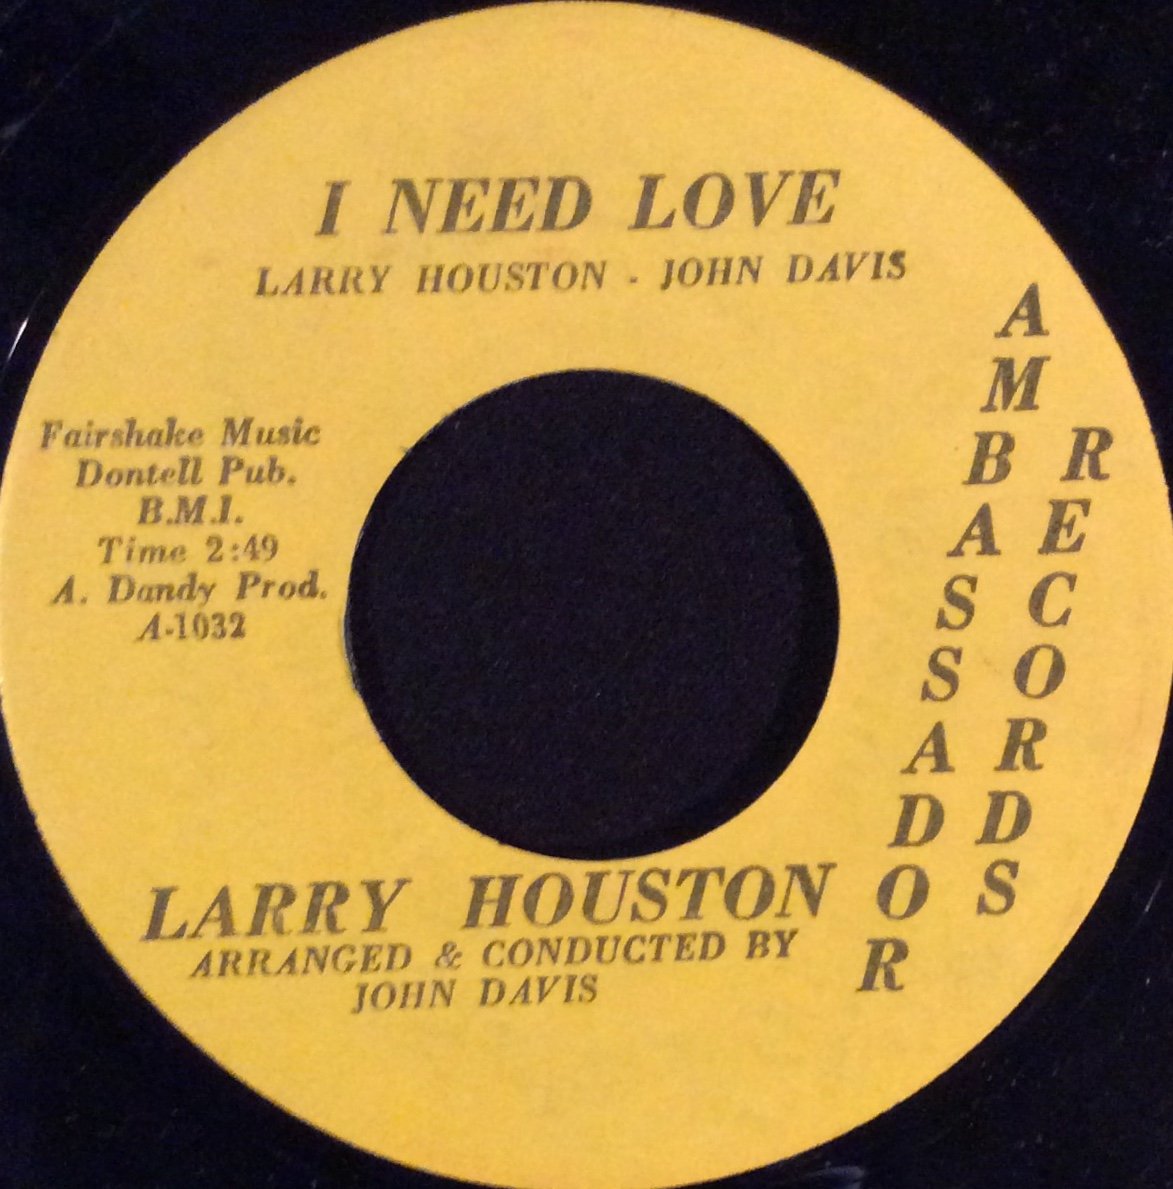 I NEED LOVE
LARRY HOUSTON - JOHN DAVIS
Fairshake Music
Dontell Pub.
B.M.I.
Time 2:49
A. Dandy Prod.
A-1032
AMBASSADOR
RECORDS
LARRY HOUSTON
ARRANGED & CONDUCTED BY
JOHN DAVIS